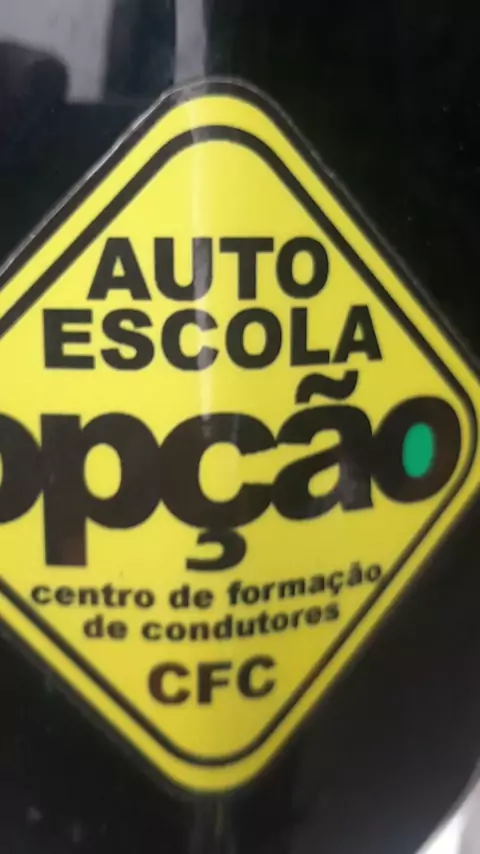 AUTO
ESCOLA
opção
centro de formação
de condutores
CFC